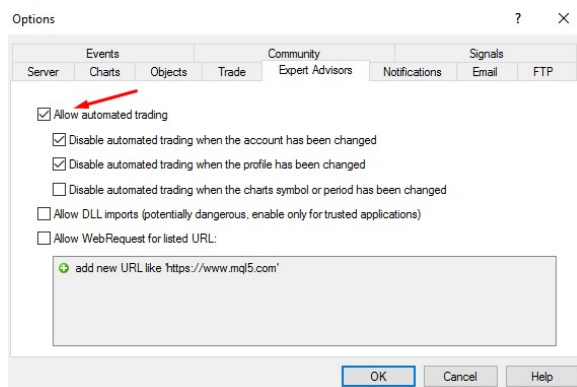 Options
?
Events Community Signals
Server Charts Objects Trade Expert Advisors Notifications Email FTP
Allow automated trading
Disable automated trading when the account has been changed
Disable automated trading when the profile has been changed
Disable automated trading when the charts symbol or period has been changed
Allow DLL imports (potentially dangerous, enable only for trusted applications)
Allow WebRequest for listed URL:
add new URL like 'https://www.mql5.com'
OK Cancel Help